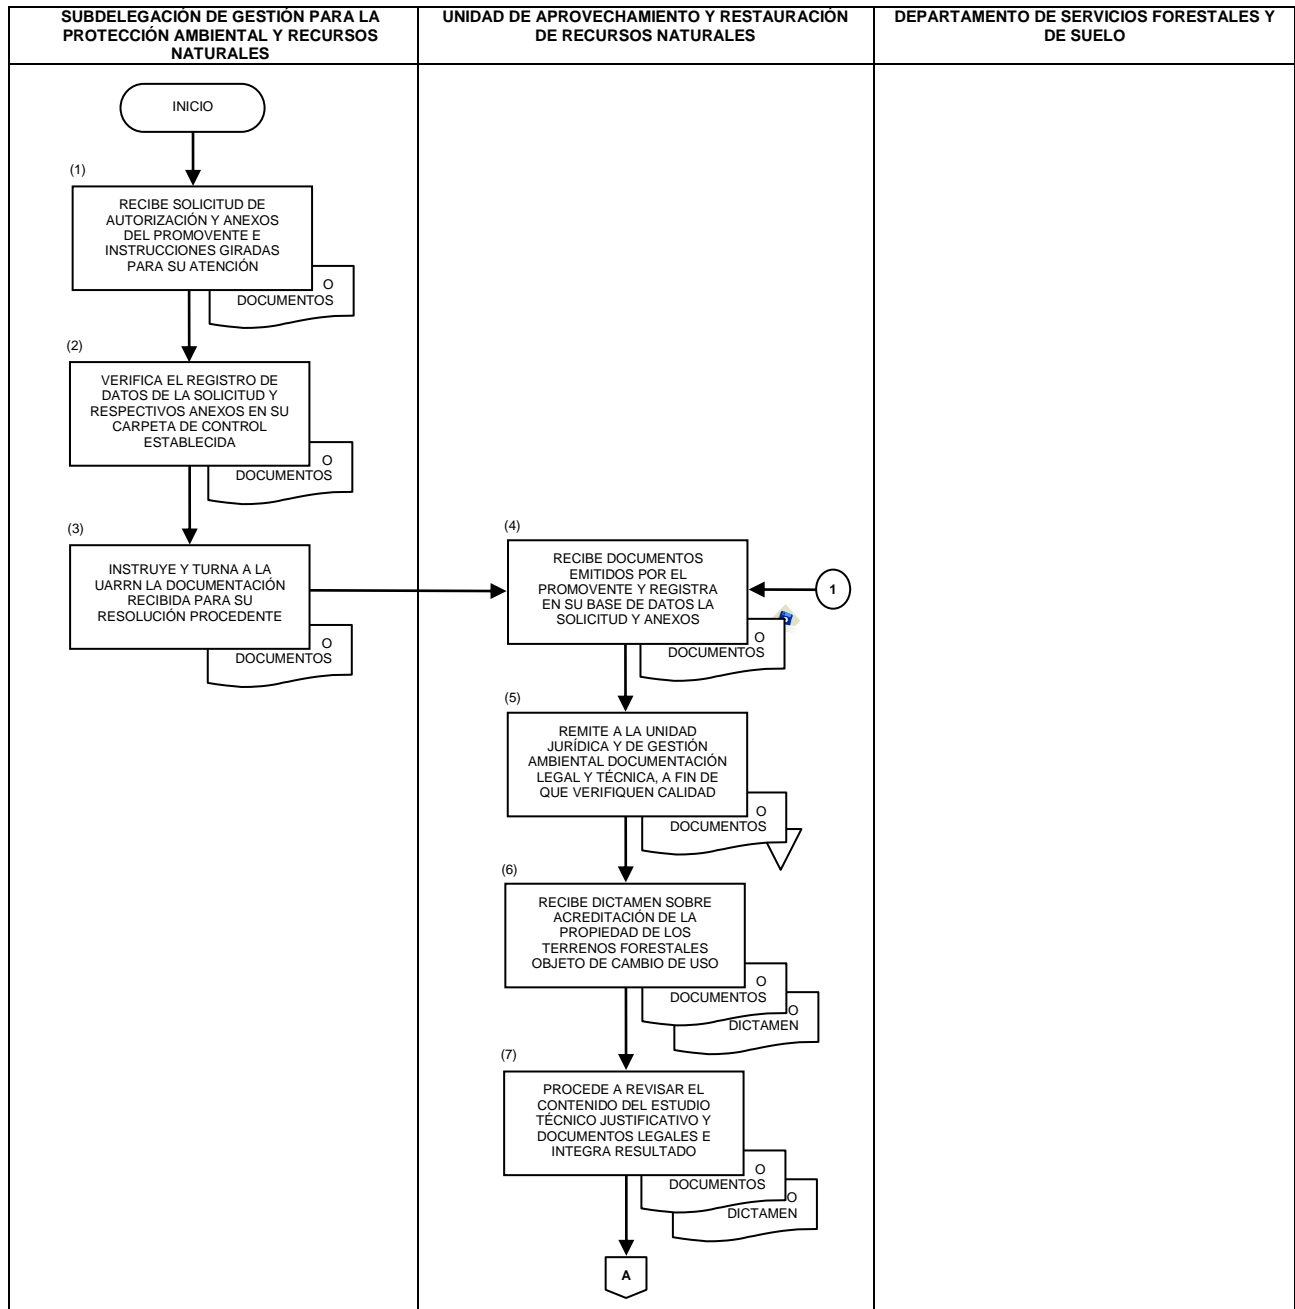 SUBDELEGACIÓN DE GESTIÓN PARA LA
PROTECCIÓN AMBIENTAL Y RECURSOS
NATURALES
UNIDAD DE APROVECHAMIENTO Y RESTAURACIÓN
DE RECURSOS NATURALES
DEPARTAMENTO DE SERVICIOS FORESTALES Y
DE SUELO
INICIO
(1)
RECIBE SOLICITUD DE
AUTORIZACIÓN Y ANEXOS
DEL PROMOVENTE E
INSTRUCCIONES GIRADAS
PARA SU ATENCIÓN
O
DOCUMENTOS
(2)
VERIFICA EL REGISTRO DE
DATOS DE LA SOLICITUD Y
RESPECTIVOS ANEXOS EN SU
CARPETA DE CONTROL
ESTABLECIDA
O
DOCUMENTOS
(3)
INSTRUYE Y TURNA A LA
UARRN LA DOCUMENTACIÓN
RECIBIDA PARA SU
RESOLUCIÓN PROCEDENTE
O
DOCUMENTOS
(4)
RECIBE DOCUMENTOS
EMITIDOS POR EL
PROMOVENTE Y REGISTRA
EN SU BASE DE DATOS LA
SOLICITUD Y ANEXOS
1
O
DOCUMENTOS
(5)
REMITE A LA UNIDAD
JURÍDICA Y DE GESTIÓN
AMBIENTAL DOCUMENTACIÓN
LEGAL Y TÉCNICA, A FIN DE
QUE VERIFIQUEN CALIDAD
O
DOCUMENTOS
(6)
RECIBE DICTAMEN SOBRE
ACREDITACIÓN DE LA
PROPIEDAD DE LOS
TERRENOS FORESTALES
OBJETO DE CAMBIO DE USO
O
DOCUMENTOS
O
DICTAMEN
(7)
PROCEDE A REVISAR EL
CONTENIDO DEL ESTUDIO
TÉCNICO JUSTIFICATIVO Y
DOCUMENTOS LEGALES E
INTEGRA RESULTADO
O
DOCUMENTOS
O
DICTAMEN
A